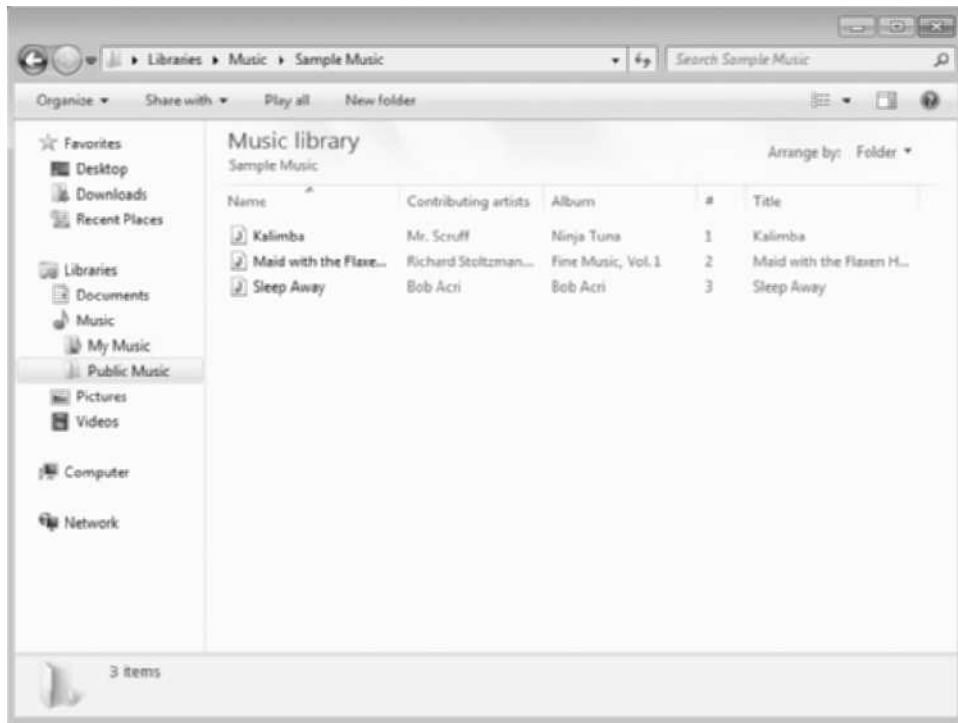 Libraries ▸ Music ▸ Sample Music
Search Sample Music
Organize Share with Play all New folder
Favorites
Desktop
Downloads
Recent Places
Libraries
Documents
Music
My Music
Public Music
Pictures
Videos
Computer
Network
Music library
Sample Music
Arrange by: Folder
Name Contributing artists Album # Title
Kalimba Mr. Scruff Ninja Tuna 1 Kalimba
Maid with the Flaxe... Richard Stoltzman... Fine Music, Vol. 1 2 Maid with the Flaxen H...
Sleep Away Bob Acri Bob Acri 3 Sleep Away
3 items